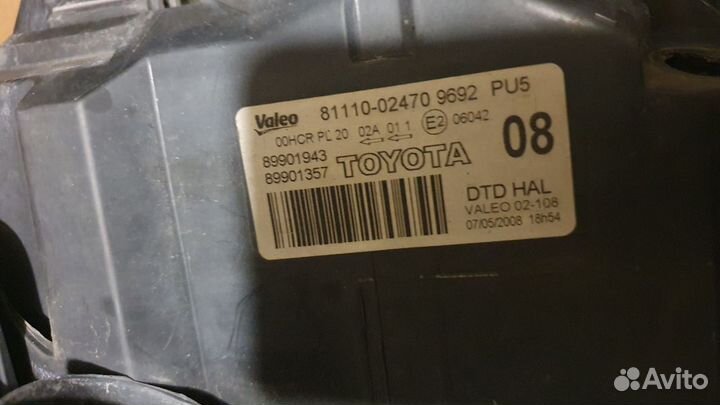 Valeo 81110-02470 9692 PU5
00HCR PL 20 02A 01 1 E2 06042
89901943
89901357 TOYOTA 08
DTD HAL
VALEO 02-108
07/05/2008 18h54
Avito